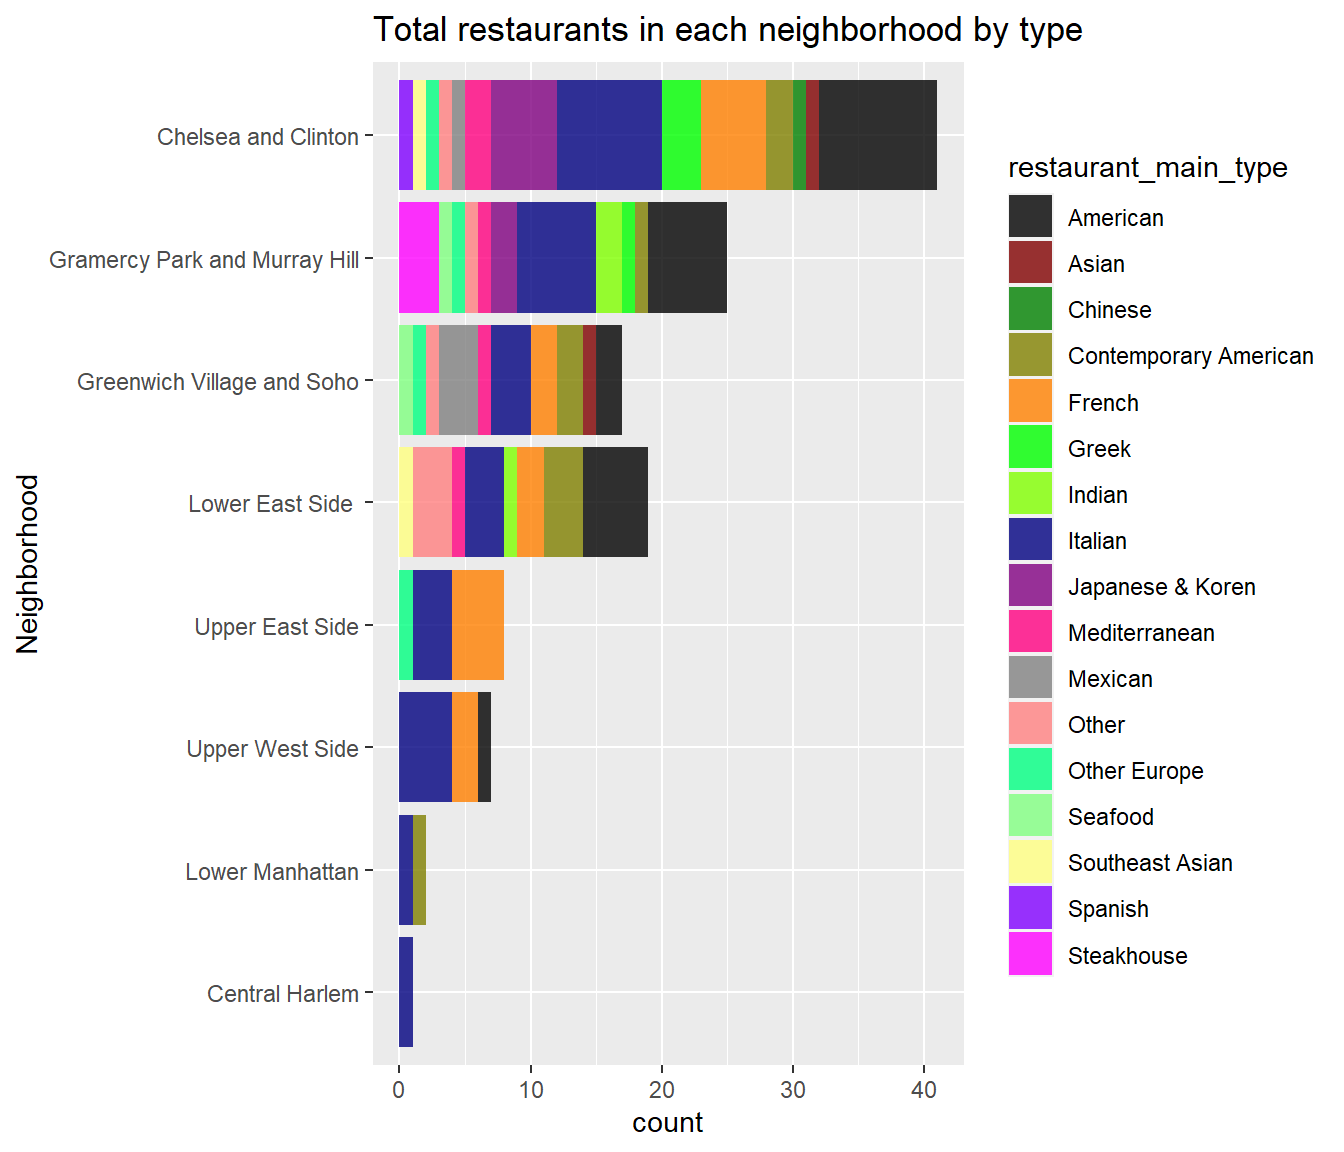 Total restaurants in each neighborhood by type
Neighborhood
Chelsea and Clinton
Gramercy Park and Murray Hill
Greenwich Village and Soho
Lower East Side
Upper East Side
Upper West Side
Lower Manhattan
Central Harlem
0 10 20 30 40
count
restaurant_main_type
American
Asian
Chinese
Contemporary American
French
Greek
Indian
Italian
Japanese & Koren
Mediterranean
Mexican
Other
Other Europe
Seafood
Southeast Asian
Spanish
Steakhouse